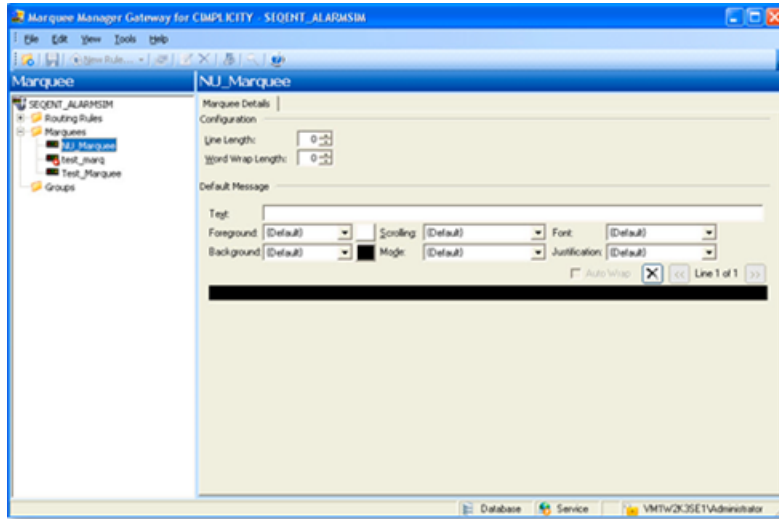 Marquee Manager Gateway for CIMPLICITY - SEQENT_ALARMSIM
File Edit View Tools Help
New Rule...
Marquee
NU_Marquee
SEQENT_ALARMSIM
Routing Rules
Marquees
NU_Marquee
test_marq
Test_Marquee
Groups
Marquee Details
Configuration
Line Length: 0
Word Wrap Length: 0
Default Message
Text:
Foreground: (Default) Scrolling: (Default) Font: (Default)
Background: (Default) Mode: (Default) Justification: (Default)
Auto Wrap X << Line 1 of 1 >>
Database Service VMTW2K3SE1\Administrator